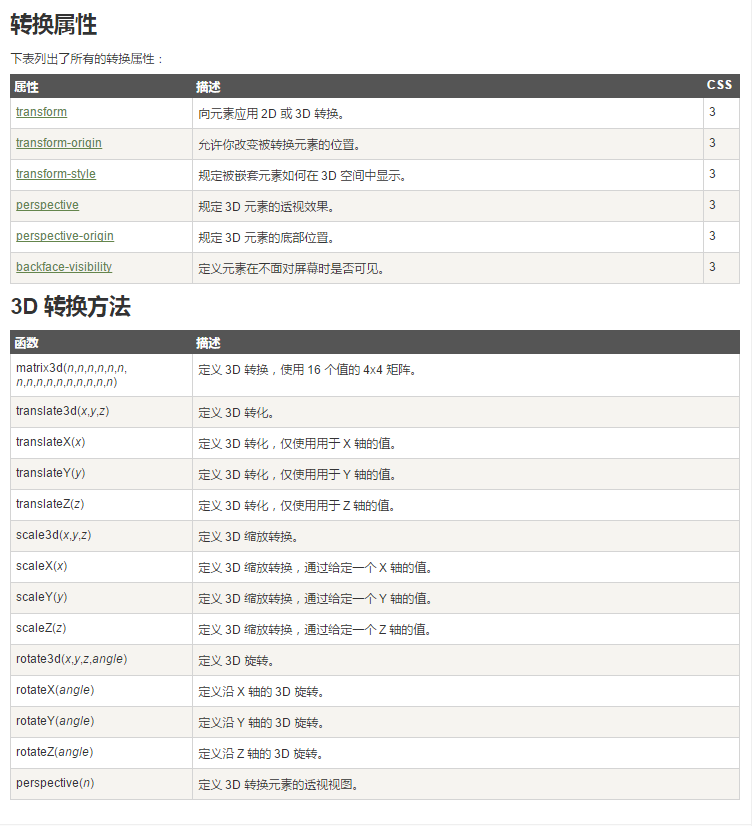 转换属性
下表列出了所有的转换属性：
属性 描述 CSS
transform 向元素应用 2D 或 3D 转换。 3
transform-origin 允许你改变被转换元素的位置。 3
transform-style 规定被嵌套元素如何在 3D 空间中显示。 3
perspective 规定 3D 元素的透视效果。 3
perspective-origin 规定 3D 元素的底部位置。 3
backface-visibility 定义元素在不面对屏幕时是否可见。 3
3D 转换方法
函数 描述
matrix3d(n,n,n,n,n,n, 定义 3D 转换，使用 16 个值的 4x4 矩阵。
n,n,n,n,n,n,n,n,n,n)
translate3d(x,y,z) 定义 3D 转化。
translateX(x) 定义 3D 转化，仅使用用于 X 轴的值。
translateY(y) 定义 3D 转化，仅使用用于 Y 轴的值。
translateZ(z) 定义 3D 转化，仅使用用于 Z 轴的值。
scale3d(x,y,z) 定义 3D 缩放转换。
scaleX(x) 定义 3D 缩放转换，通过给定一个 X 轴的值。
scaleY(y) 定义 3D 缩放转换，通过给定一个 Y 轴的值。
scaleZ(z) 定义 3D 缩放转换，通过给定一个 Z 轴的值。
rotate3d(x,y,z,angle) 定义 3D 旋转。
rotateX(angle) 定义沿 X 轴的 3D 旋转。
rotateY(angle) 定义沿 Y 轴的 3D 旋转。
rotateZ(angle) 定义沿 Z 轴的 3D 旋转。
perspective(n) 定义 3D 转换元素的透视视图。